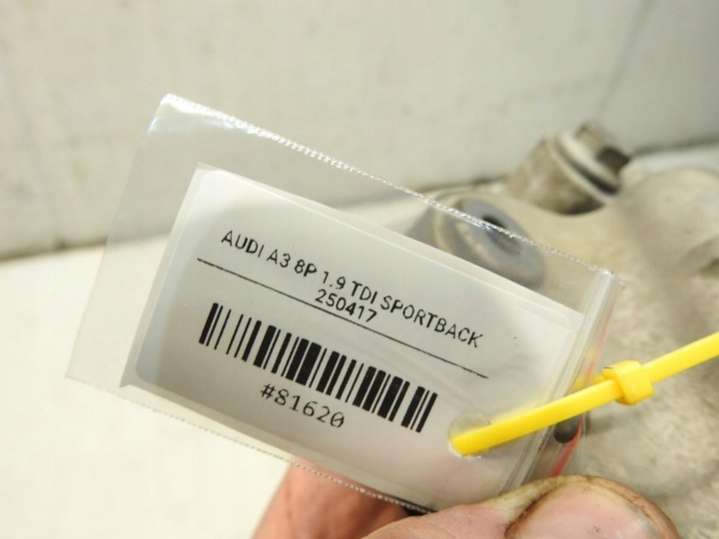 AUDI A3 8P 1.9 TDI SPORTBACK
250417
#81620